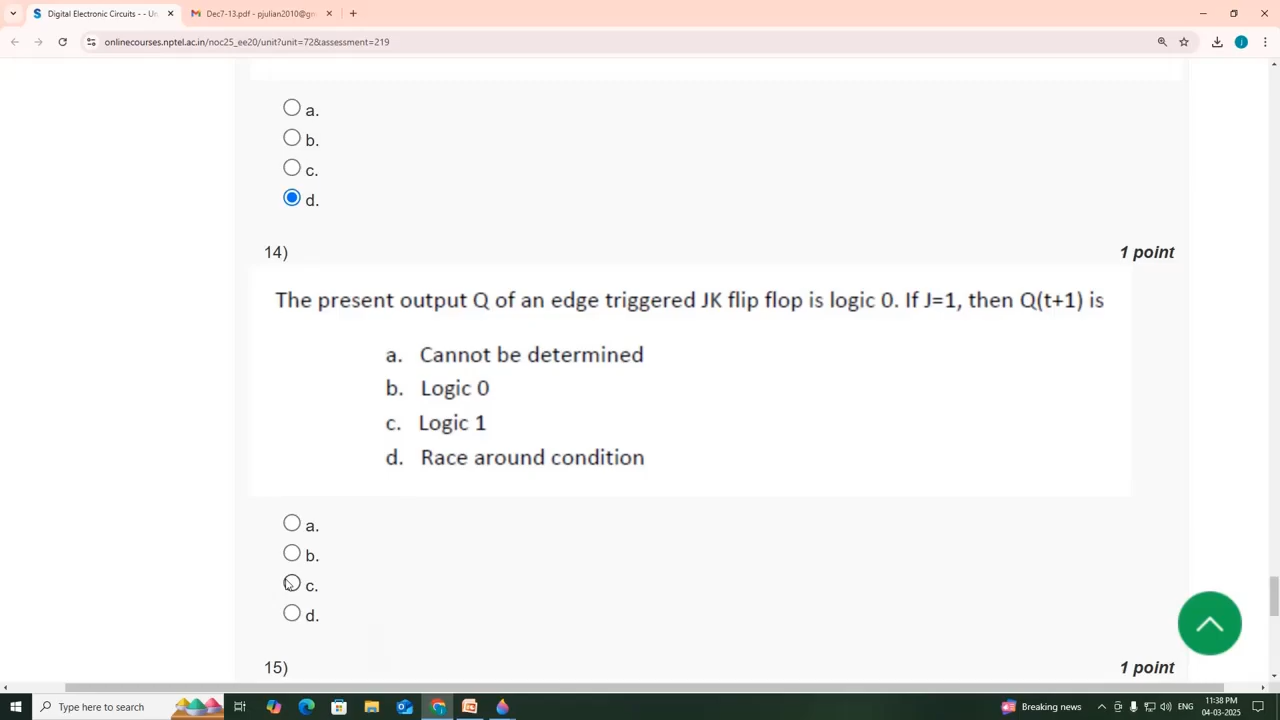 Digital Electronic Circuits - - Un
Dec7-13.pdf - pjulian2010@gm
onlinecourses.nptel.ac.in/noc25_ee20/unit?unit=72&assessment=219
a.
b.
c.
d.
14)
1 point
The present output Q of an edge triggered JK flip flop is logic 0. If J=1, then Q(t+1) is
a. Cannot be determined
b. Logic 0
c. Logic 1
d. Race around condition
a.
b.
c.
d.
15)
1 point
Type here to search
Breaking news
ENG
11:38 PM
04-03-2025